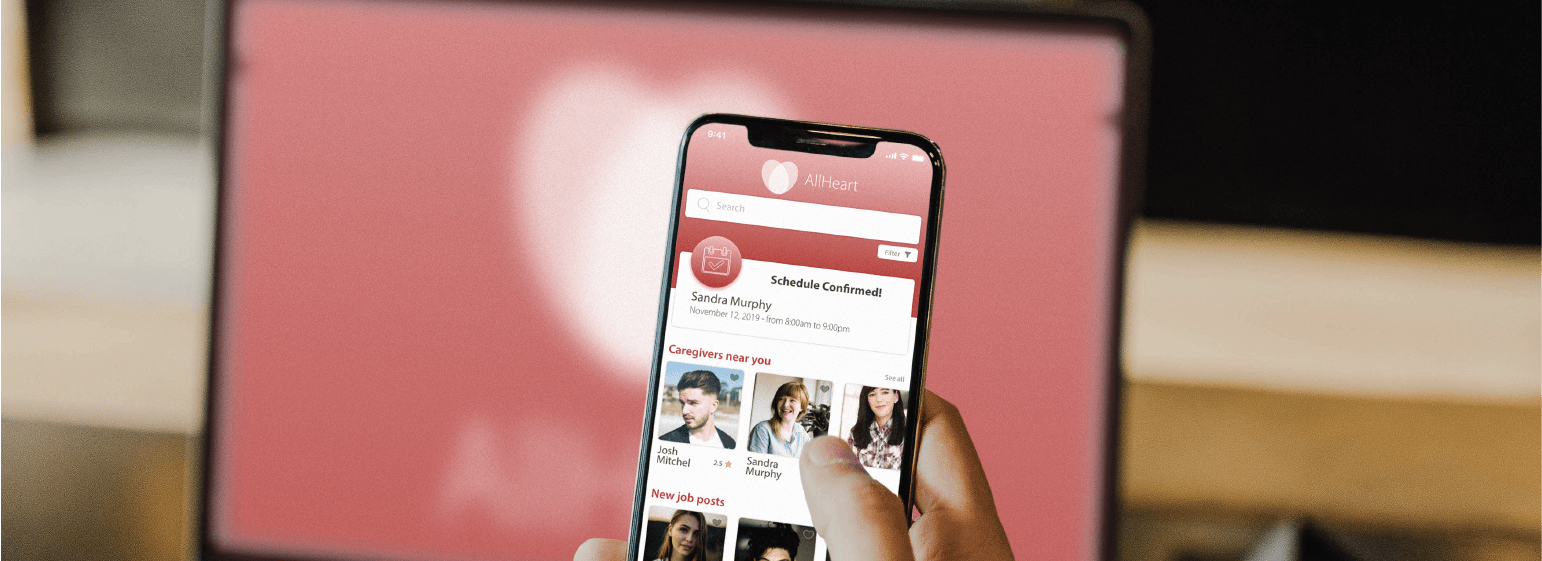 9:41
AllHeart
Search
Filter
Schedule Confirmed!
Sandra Murphy
November 12, 2019 - from 8:00am to 9:00pm
Caregivers near you
See all
Josh
Mitchel
2.5
Sandra
Murphy
New job posts